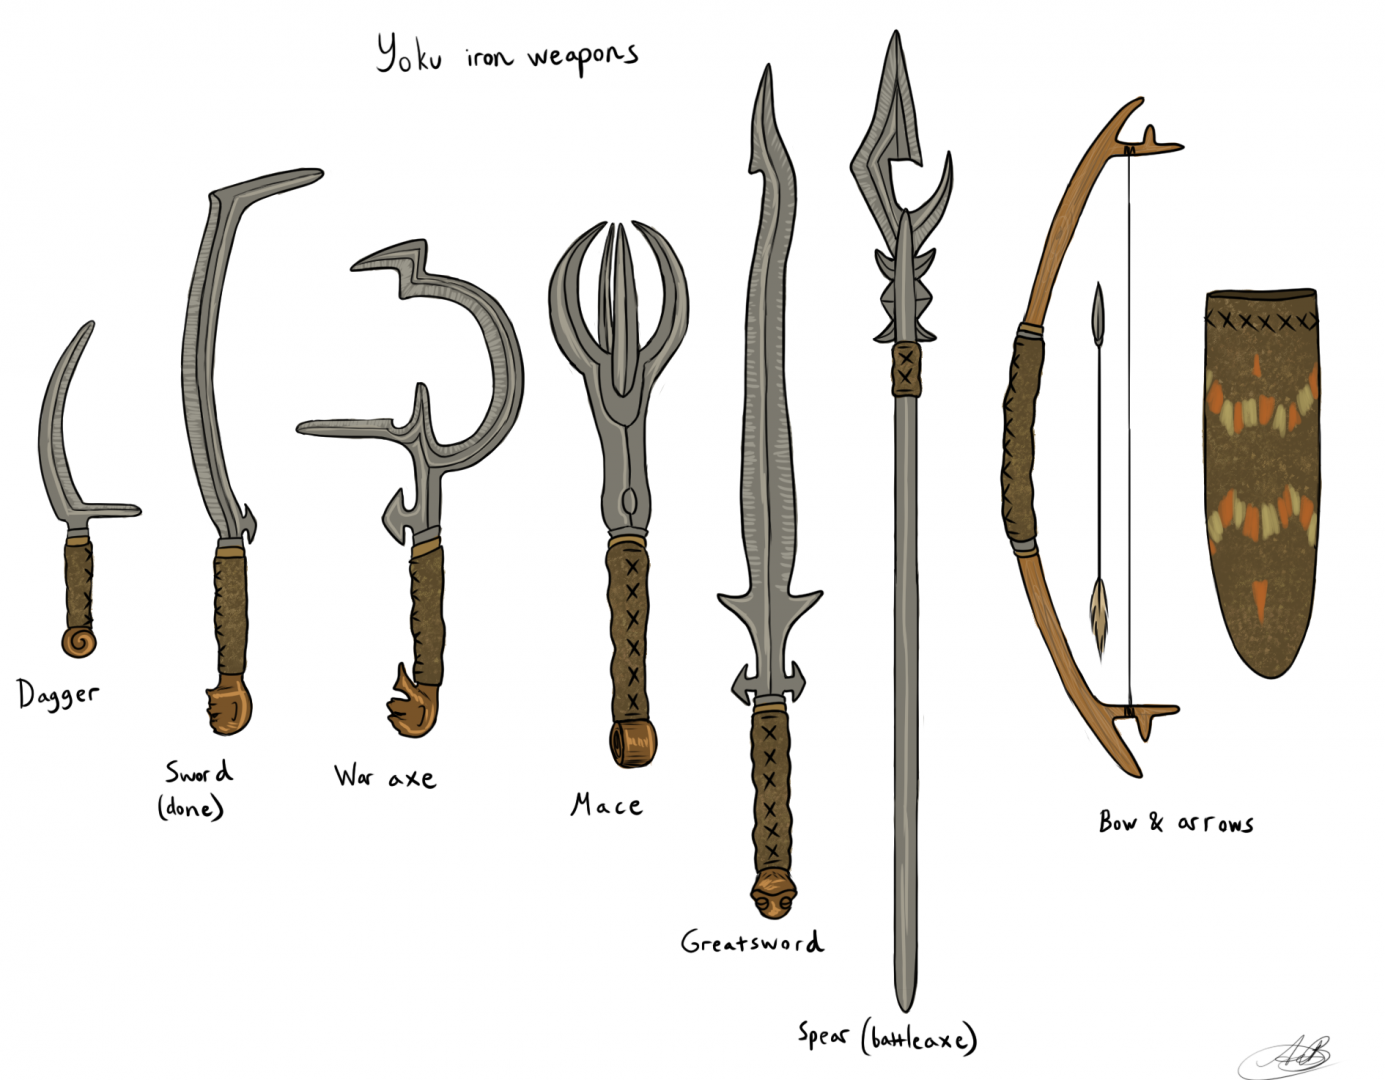 Yoku iron weapons
Dagger
Sword
(done)
War axe
Mace
Greatsword
Spear (battleaxe)
Bow & arrows